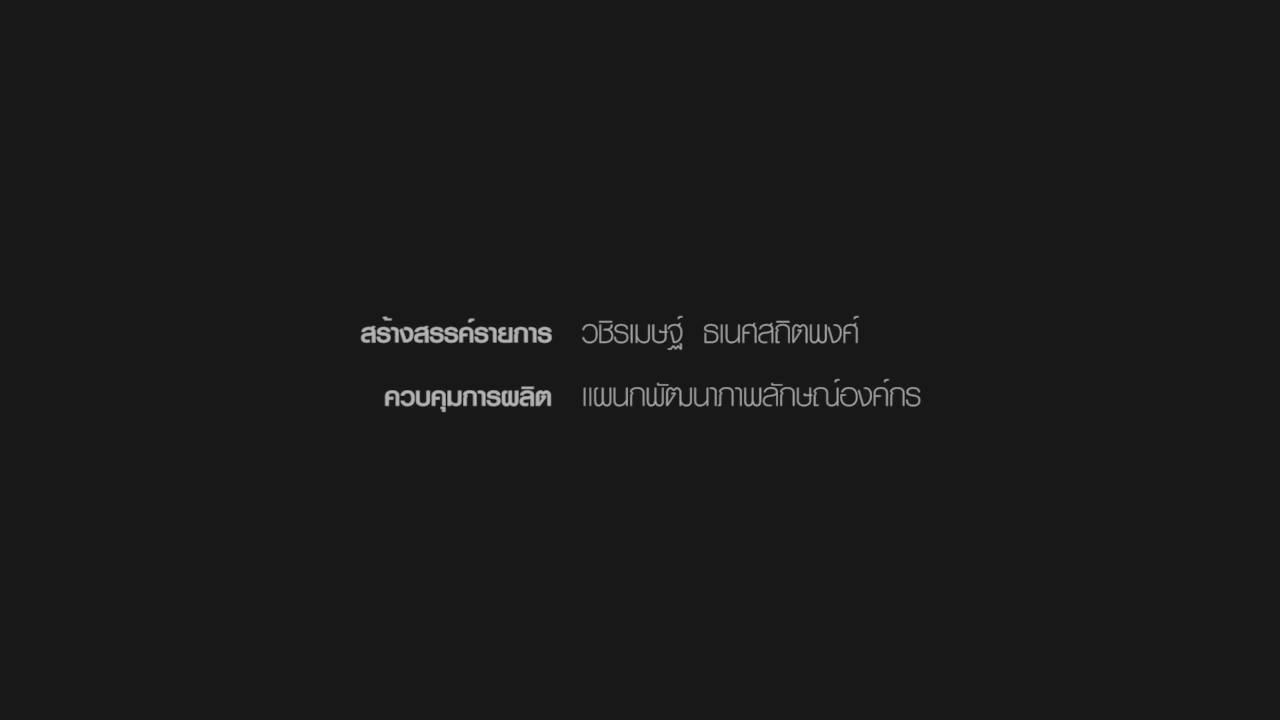 สร้างสรรค์รายการ วชิรเมษฐ์ ธเนศสถิตพงศ์
ควบคุมการผลิต แผนกพัฒนาภาพลักษณ์องค์กร